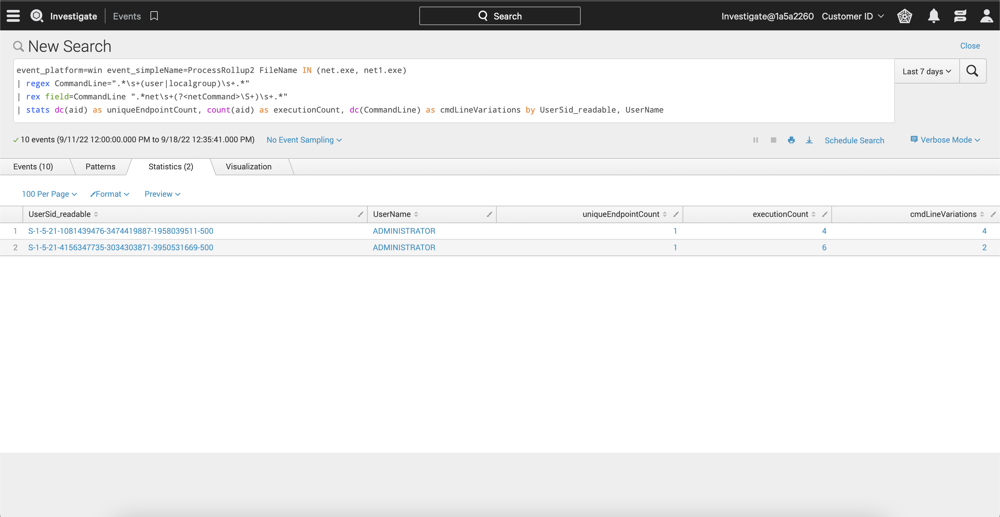 Investigate Events Search Investigate@1a5a2260 Customer ID
New Search Close
event_platform=win event_simpleName=ProcessRollup2 FileName IN (net.exe, net1.exe)
Last 7 days
| regex CommandLine=".*\s+(user|localgroup)\s+.*"
| rex field=CommandLine ".*net\s+(?<netCommand>\S+)\s+.*"
| stats dc(aid) as uniqueEndpointCount, count(aid) as executionCount, dc(CommandLine) as cmdLineVariations by UserSid_readable, UserName
10 events (9/11/22 12:00:00.000 PM to 9/18/22 12:35:41.000 PM) No Event Sampling Schedule Search Verbose Mode
Events (10) Patterns Statistics (2) Visualization
100 Per Page Format Preview
UserSid_readable UserName uniqueEndpointCount executionCount cmdLineVariations
1 S-1-5-21-1081439476-3474419887-1958039511-500 ADMINISTRATOR 1 4 4
2 S-1-5-21-4156347735-3034303871-3950531669-500 ADMINISTRATOR 1 6 2